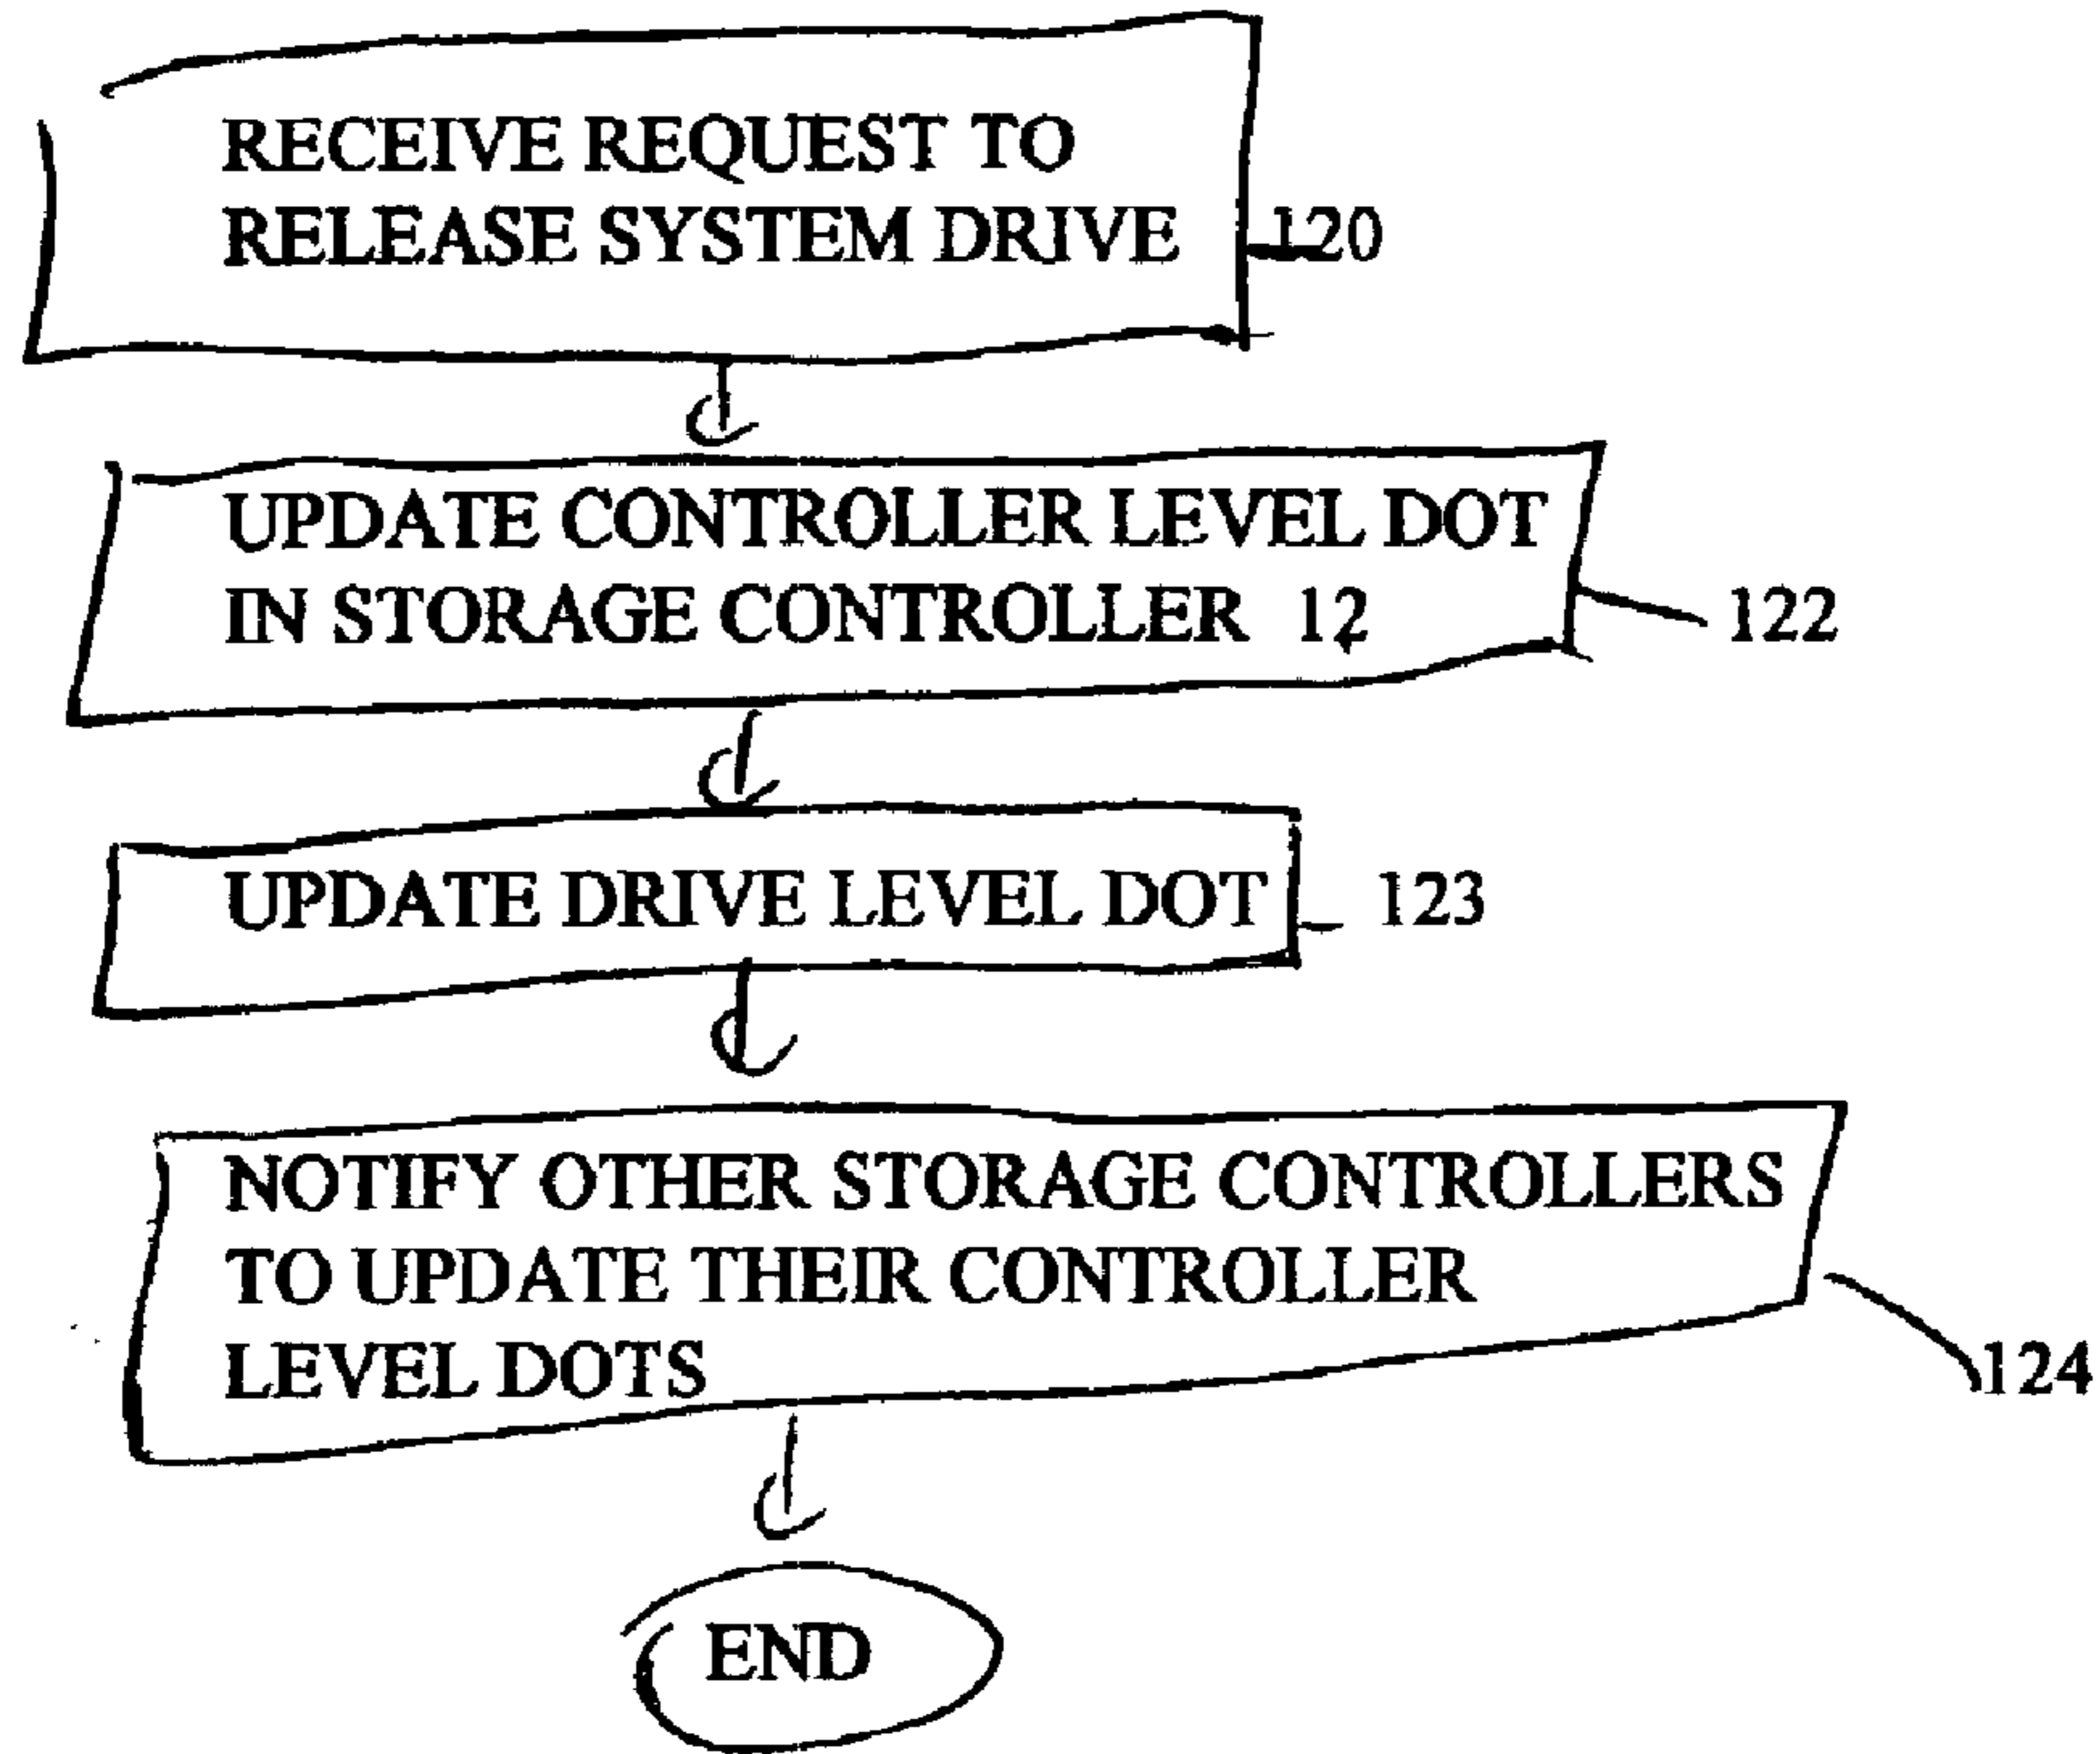 RECEIVE REQUEST TO
RELEASE SYSTEM DRIVE
120
UPDATE CONTROLLER LEVEL DOT
IN STORAGE CONTROLLER 12
122
UPDATE DRIVE LEVEL DOT
123
NOTIFY OTHER STORAGE CONTROLLERS
TO UPDATE THEIR CONTROLLER
LEVEL DOTS
124
END